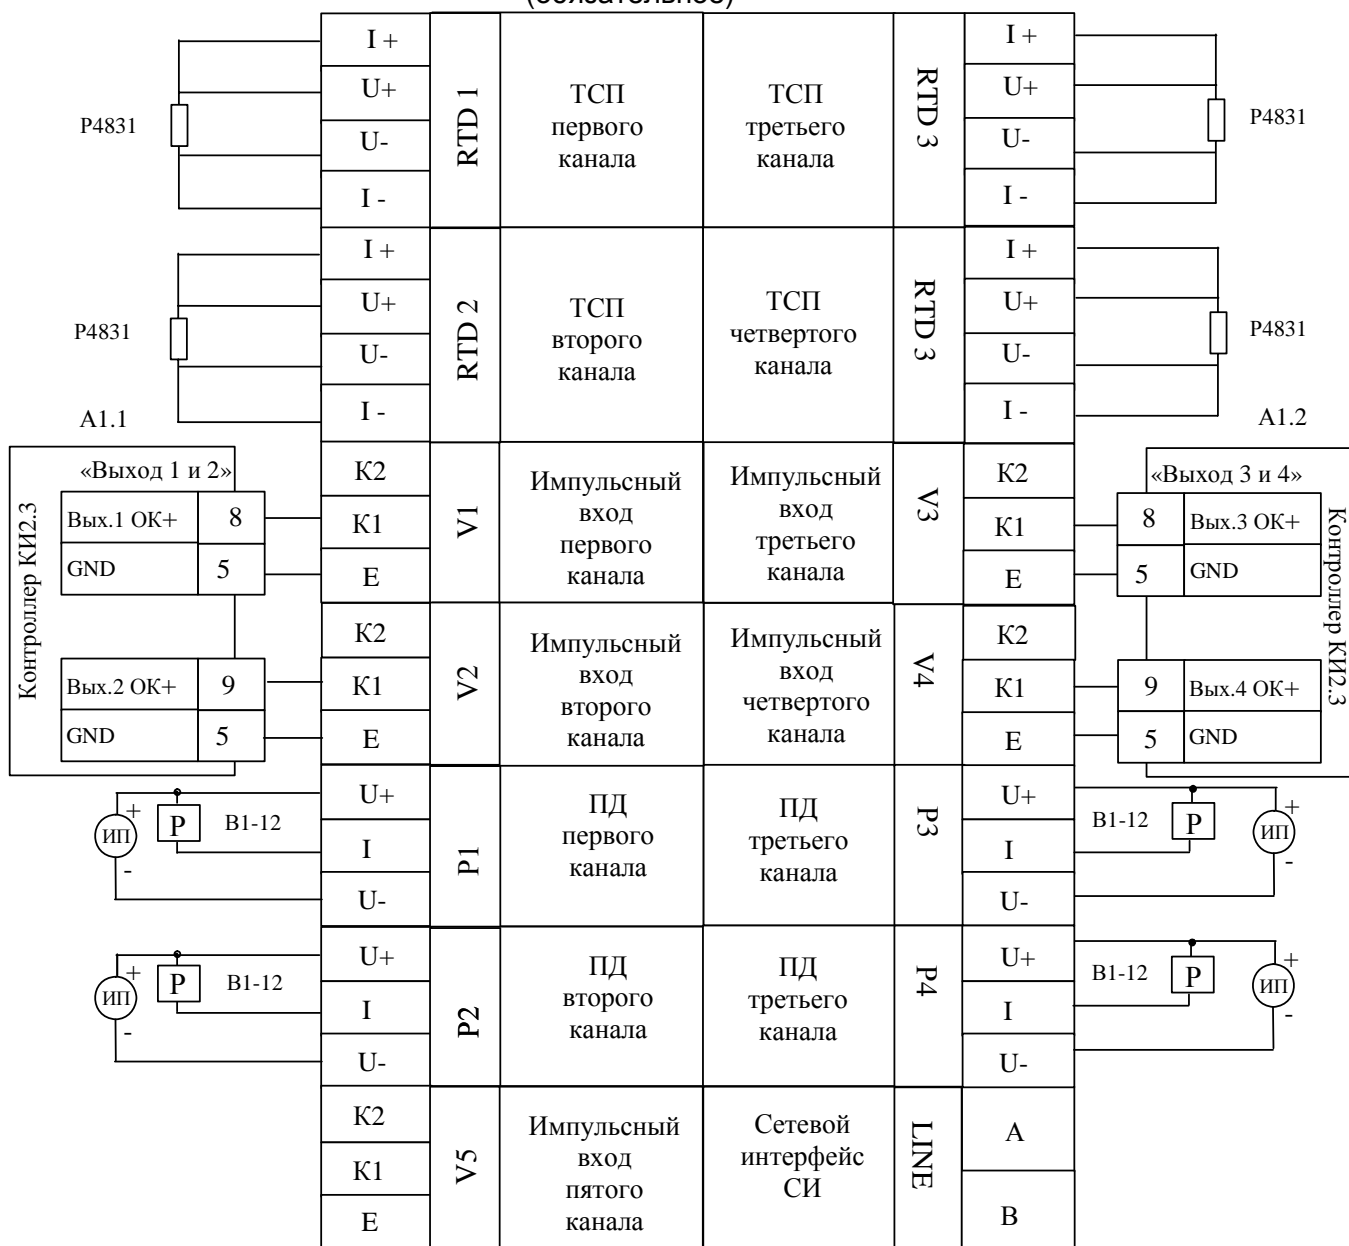 (обязательное)
I +
U+
U-
I -
RTD 1
ТСП
первого
канала
ТСП
третьего
канала
RTD 3
I +
U+
U-
I -
P4831
P4831
I +
U+
U-
I -
RTD 2
ТСП
второго
канала
ТСП
четвертого
канала
RTD 3
I +
U+
U-
I -
P4831
P4831
A1.1
A1.2
Контроллер КИ2.3
«Выход 1 и 2»
Вых.1 ОК+ 8
GND 5
Вых.2 ОК+ 9
GND 5
K2
K1
E
V1
Импульсный
вход
первого
канала
Импульсный
вход
третьего
канала
V3
K2
K1
E
«Выход 3 и 4»
8 Вых.3 ОК+
5 GND
9 Вых.4 ОК+
5 GND
Контроллер КИ2.3
K2
K1
E
V2
Импульсный
вход
второго
канала
Импульсный
вход
четвертого
канала
V4
K2
K1
E
+
ИП
-
P
B1-12
U+
I
U-
P1
ПД
первого
канала
ПД
третьего
канала
P3
U+
I
U-
B1-12
P
+
ИП
-
+
ИП
-
P
B1-12
U+
I
U-
P2
ПД
второго
канала
ПД
третьего
канала
P4
U+
I
U-
B1-12
P
+
ИП
-
K2
K1
E
V5
Импульсный
вход
пятого
канала
Сетевой
интерфейс
СИ
LINE
A
B